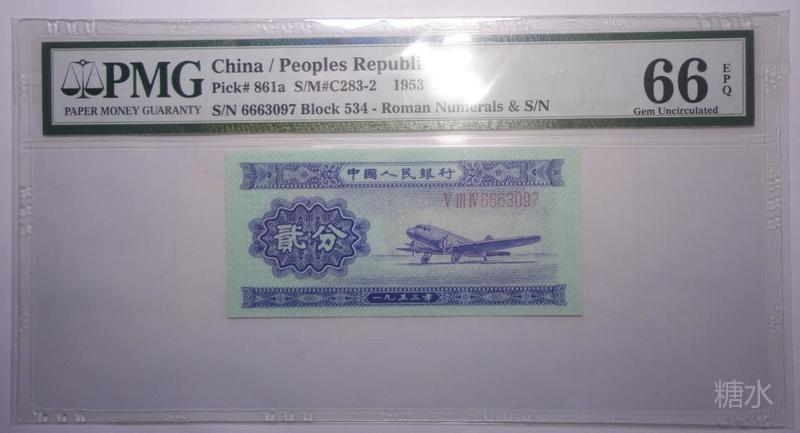 PMG
PAPER MONEY GUARANTY
China / Peoples Republi
Pick# 861a S/M#C283-2 1953
S/N 6663097 Block 534 - Roman Numerals & S/N
66 EPQ
Gem Uncirculated
中國人民銀行
V III IV 6663097
貳分
一九五三年
糖水